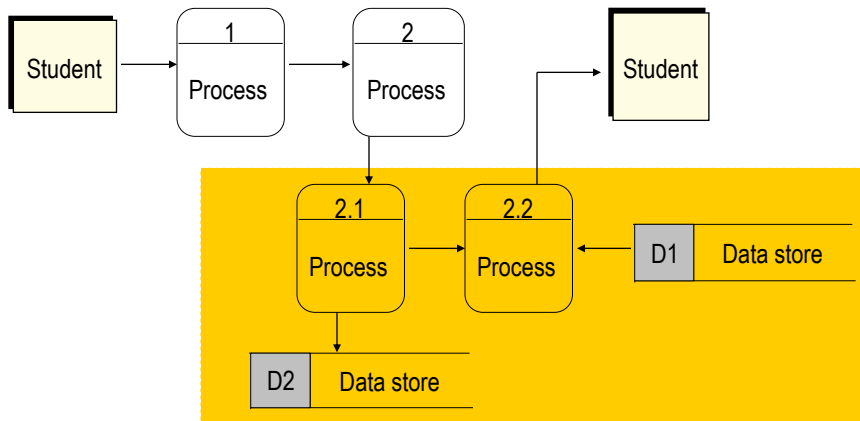 Student
1
Process
2
Process
Student
2.1
Process
2.2
Process
D1
Data store
D2
Data store